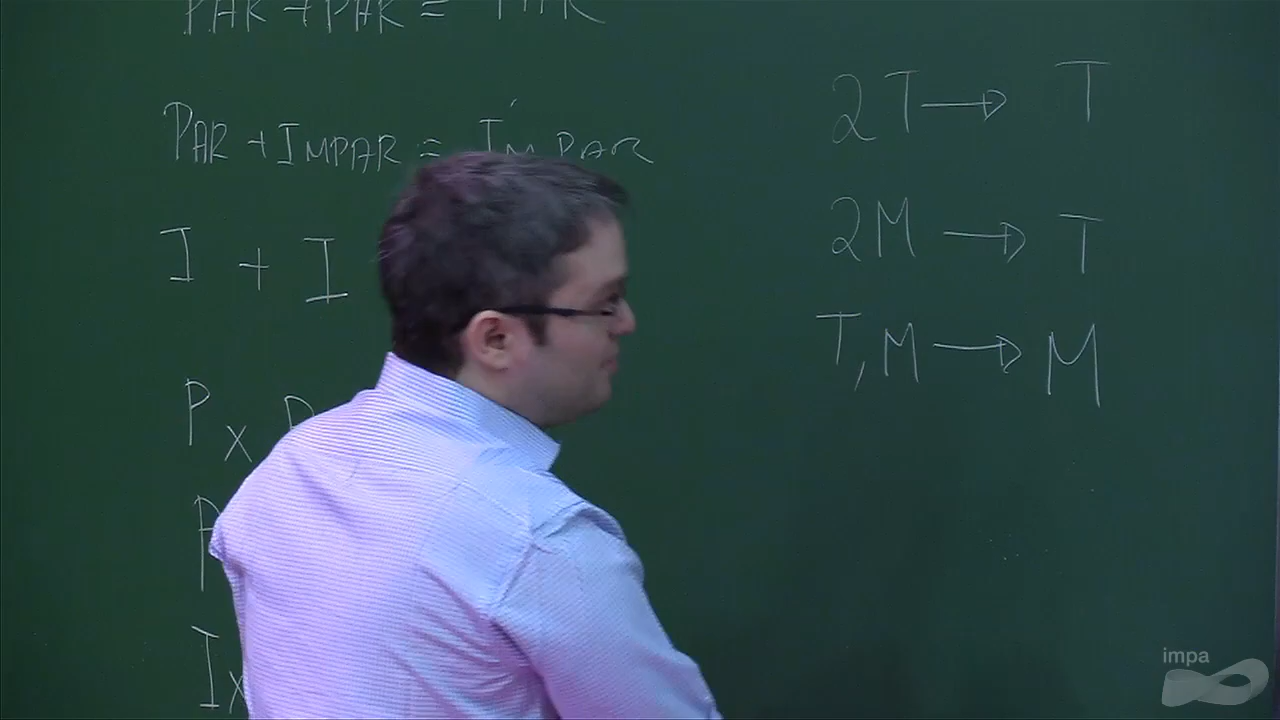 PAR + PAR = PAR
PAR + IMPAR = ÍMPAR
I + I
P x P
P
I x
2T → T
2M → T
T, M → M
impa